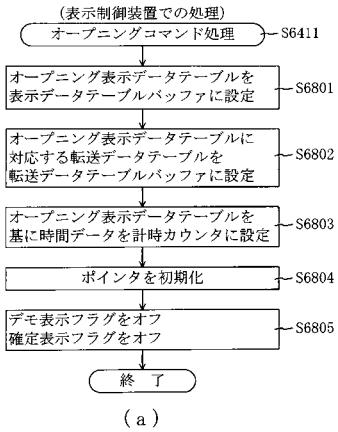 (表示制御装置での処理)
オープニングコマンド処理
S6411
オープニング表示データテーブルを
表示データテーブルバッファに設定
S6801
オープニング表示データテーブルに
対応する転送データテーブルを
転送データテーブルバッファに設定
S6802
オープニング表示データテーブルを
基に時間データを計時カウンタに設定
S6803
ポインタを初期化
S6804
デモ表示フラグをオフ
確定表示フラグをオフ
S6805
終 了
(a)